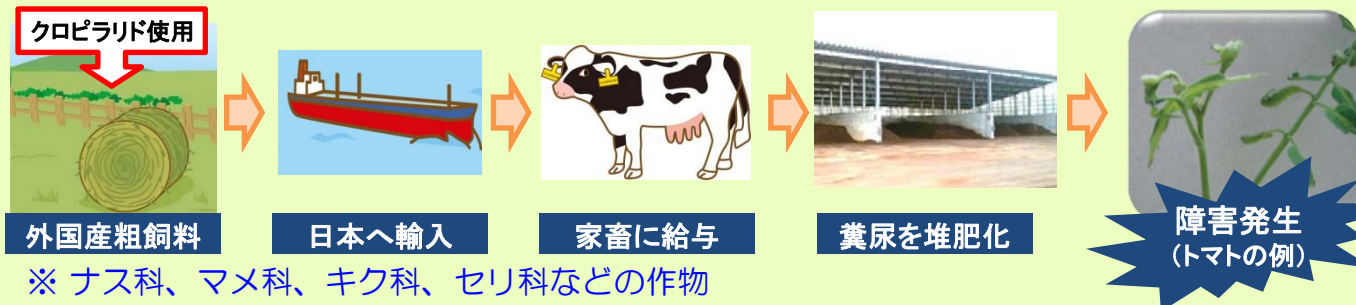 クロピラリド使用
外国産粗飼料
日本へ輸入
家畜に給与
糞尿を堆肥化
障害発生
(トマトの例)
※ ナス科、マメ科、キク科、セリ科などの作物